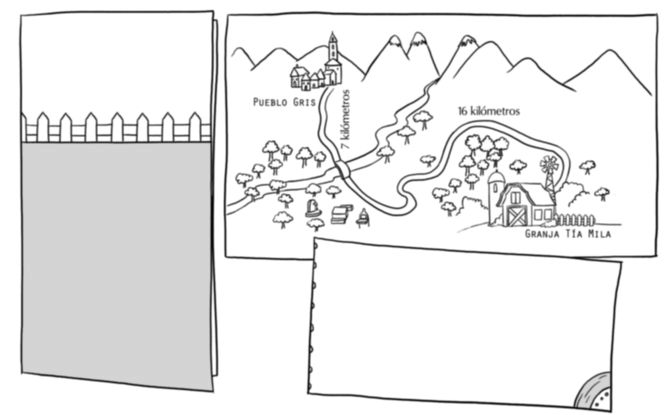 PUEBLO GRIS
7 kilómetros
16 kilómetros
GRANJA TÍA MILA